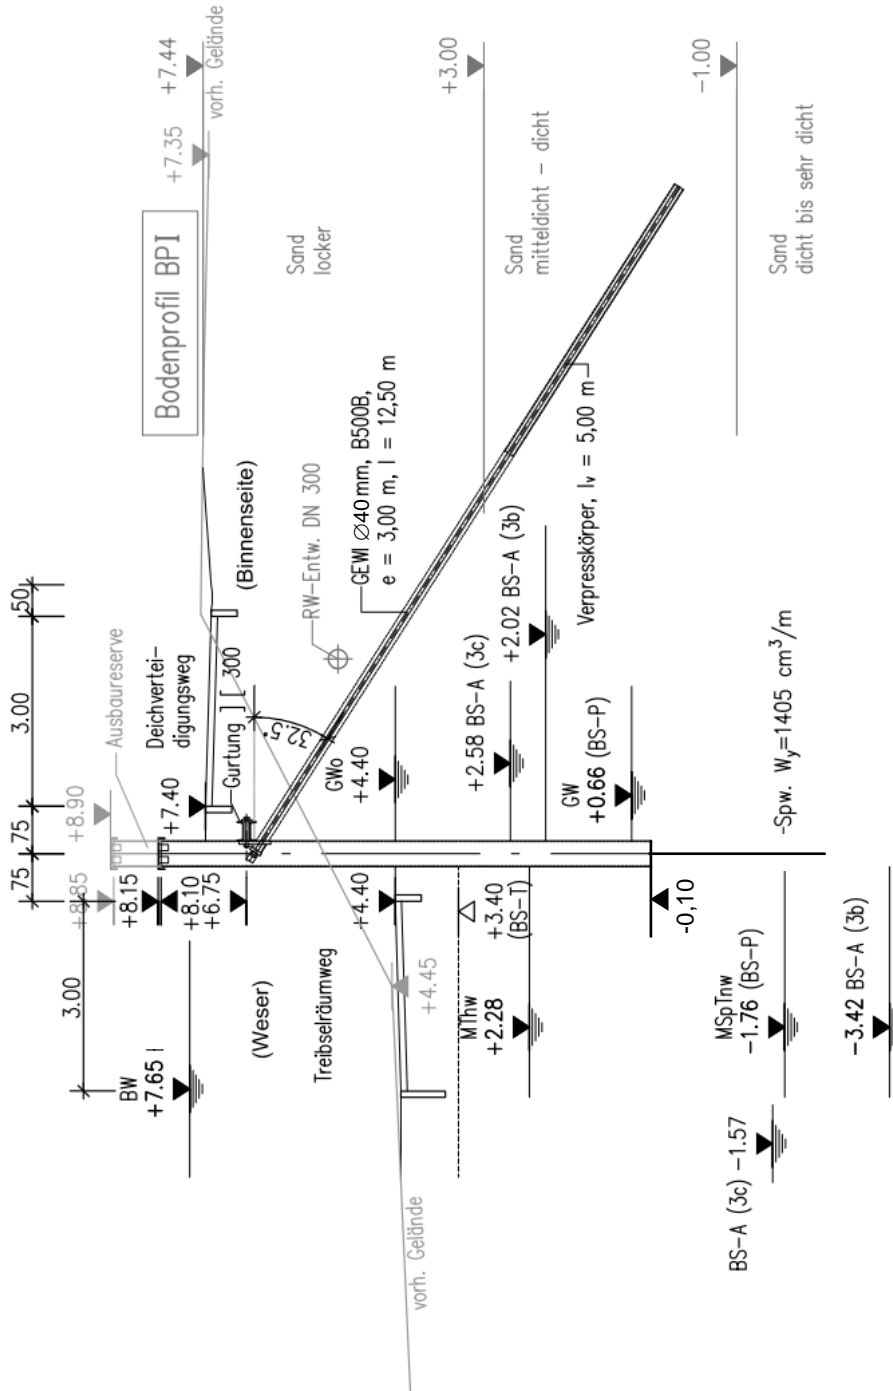 75
75
3.00
,50
3.00
Ausbaureserve
+8.85
+8.90
+8.15
+8.10
+6.75
BW
+7.65
+7.40
Deichvertei-
digungsweg
(Binnenseite)
(Weser)
Gurtung ][ 300
32.5°
Bodenprofil BPI
+7.35
+7.44
vorh. Gelände
Sand
locker
RW-Entw. DN 300
GEWI Ø40mm, B500B,
e = 3,00 m, l = 12,50 m
Treibselräumweg
+4.40
GWo
+4.40
+4.45
vorh. Gelände
+3.00
Sand
mitteldicht – dicht
+3.40
(BS-T)
MThw
+2.28
+2.58 BS-A (3c)
+2.02 BS-A (3b)
Verpresskörper, lv = 5,00 m
GW
+0.66 (BS-P)
-0,10
-1.00
Sand
dicht bis sehr dicht
-Spw. Wy=1405 cm³/m
BS-A (3c) -1.57
MSpTnw
-1.76 (BS-P)
-3.42 BS-A (3b)